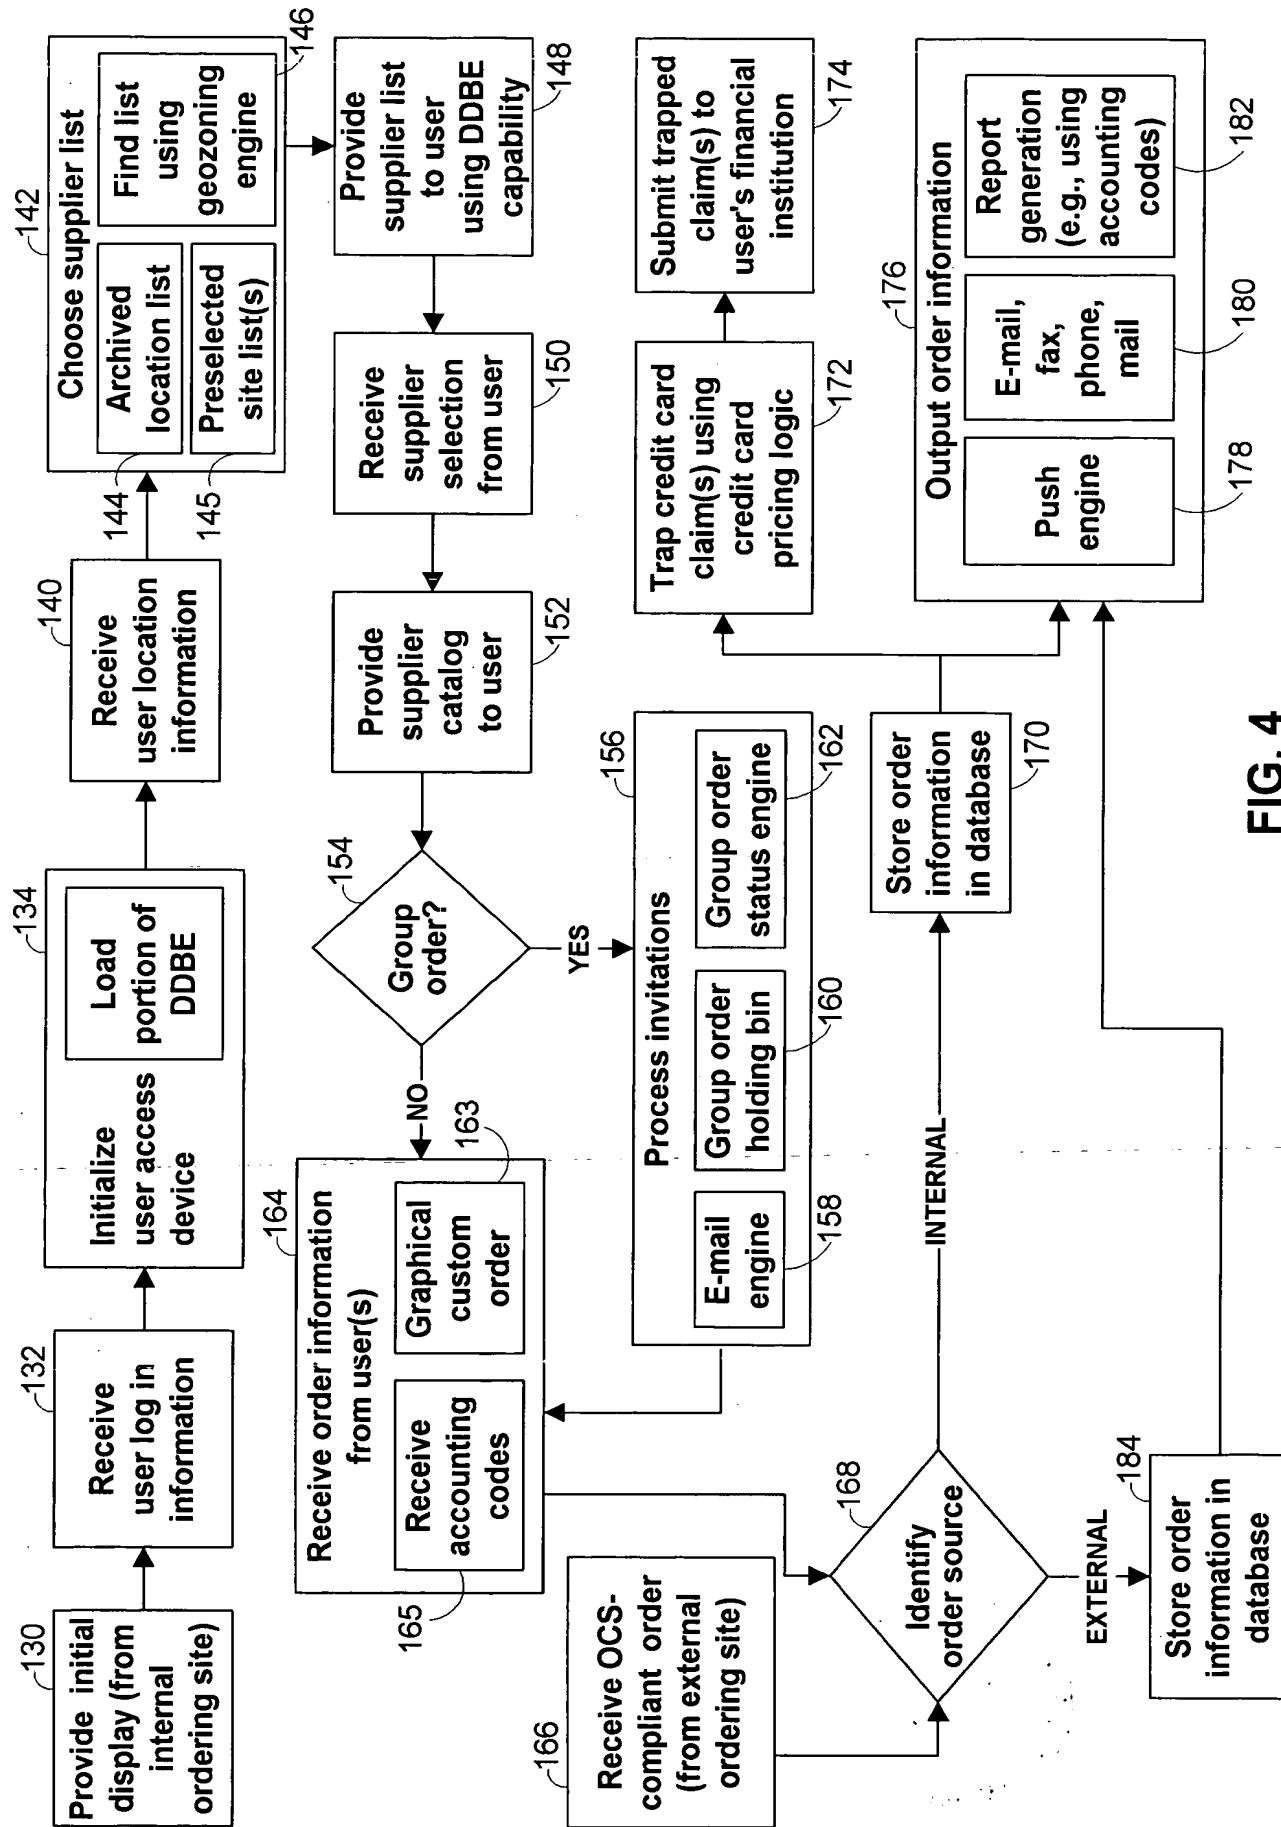 130
Provide initial
display (from
internal
ordering site)
132
Receive
user log in
information
134
Initialize
user access
device
Load
portion of
DDBE
140
Receive
user location
information
142
Choose supplier list
144
Archived
location list
145
Preselected
site list(s)
146
Find list
using
geozoning
engine
148
Provide
supplier list
to user
using DDBE
capability
150
Receive
supplier
selection
from user
152
Provide
supplier
catalog
to user
154
Group
order?
NO
YES
156
Process invitations
158
E-mail
engine
160
Group order
holding bin
162
Group order
status engine
164
Receive order information
from user(s)
165
Receive
accounting
codes
163
Graphical
custom
order
166
Receive OCS-
compliant order
(from external
ordering site)
168
Identify
order source
INTERNAL
EXTERNAL
170
Store order
information
in database
172
Trap credit card
claim(s) using
credit card
pricing logic
174
Submit trapped
claim(s) to
user's financial
institution
176
Output order information
178
Push
engine
180
E-mail,
fax,
phone,
mail
182
Report
generation
(e.g., using
accounting
codes)
184
Store order
information in
database
FIG. 4